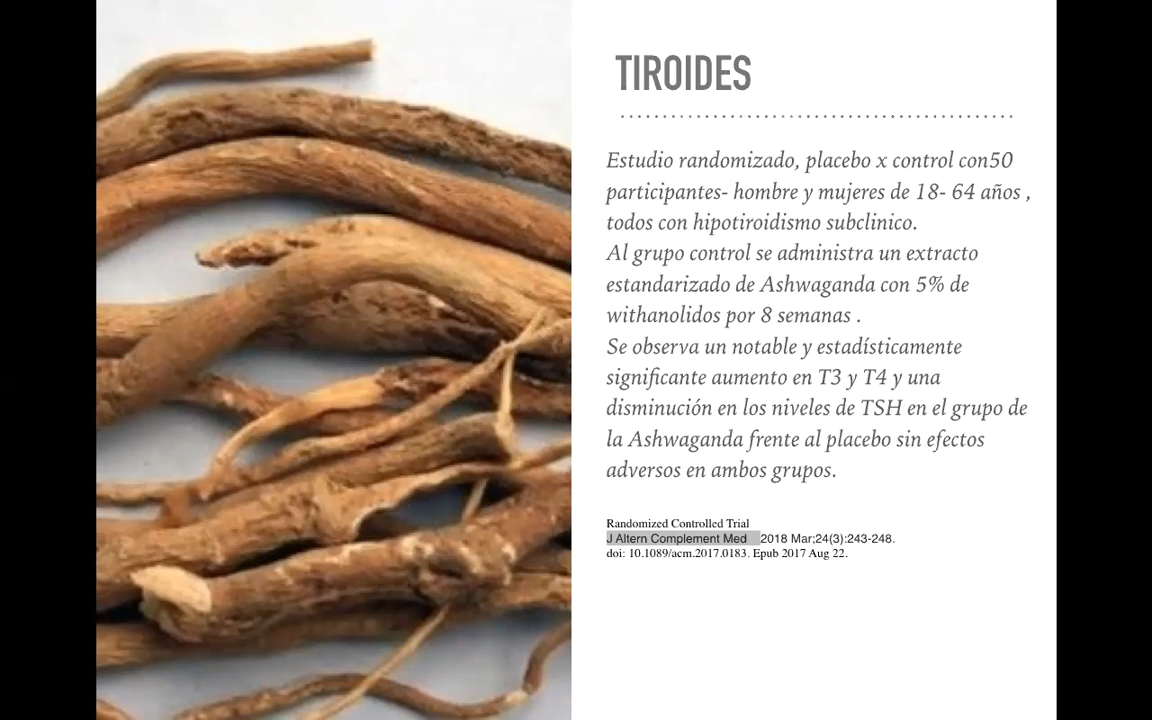 TIROIDES
Estudio randomizado, placebo x control con50
participantes- hombre y mujeres de 18- 64 años ,
todos con hipotiroidismo subclinico.
Al grupo control se administra un extracto
estandarizado de Ashwaganda con 5% de
withanolidos por 8 semanas .
Se observa un notable y estadísticamente
significante aumento en T3 y T4 y una
disminución en los niveles de TSH en el grupo de
la Ashwaganda frente al placebo sin efectos
adversos en ambos grupos.
Randomized Controlled Trial
J Altern Complement Med 2018 Mar;24(3):243-248.
doi: 10.1089/acm.2017.0183. Epub 2017 Aug 22.